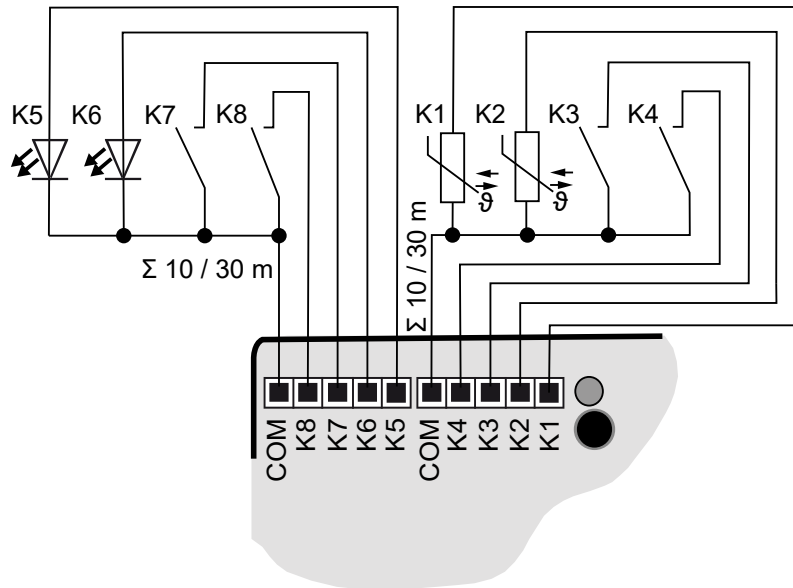 K5 K6 K7 K8 K1 K2 K3 K4
ϑ ϑ
Σ 10 / 30 m
Σ 10 / 30 m
COM K8 K7 K6 K5 COM K4 K3 K2 K1